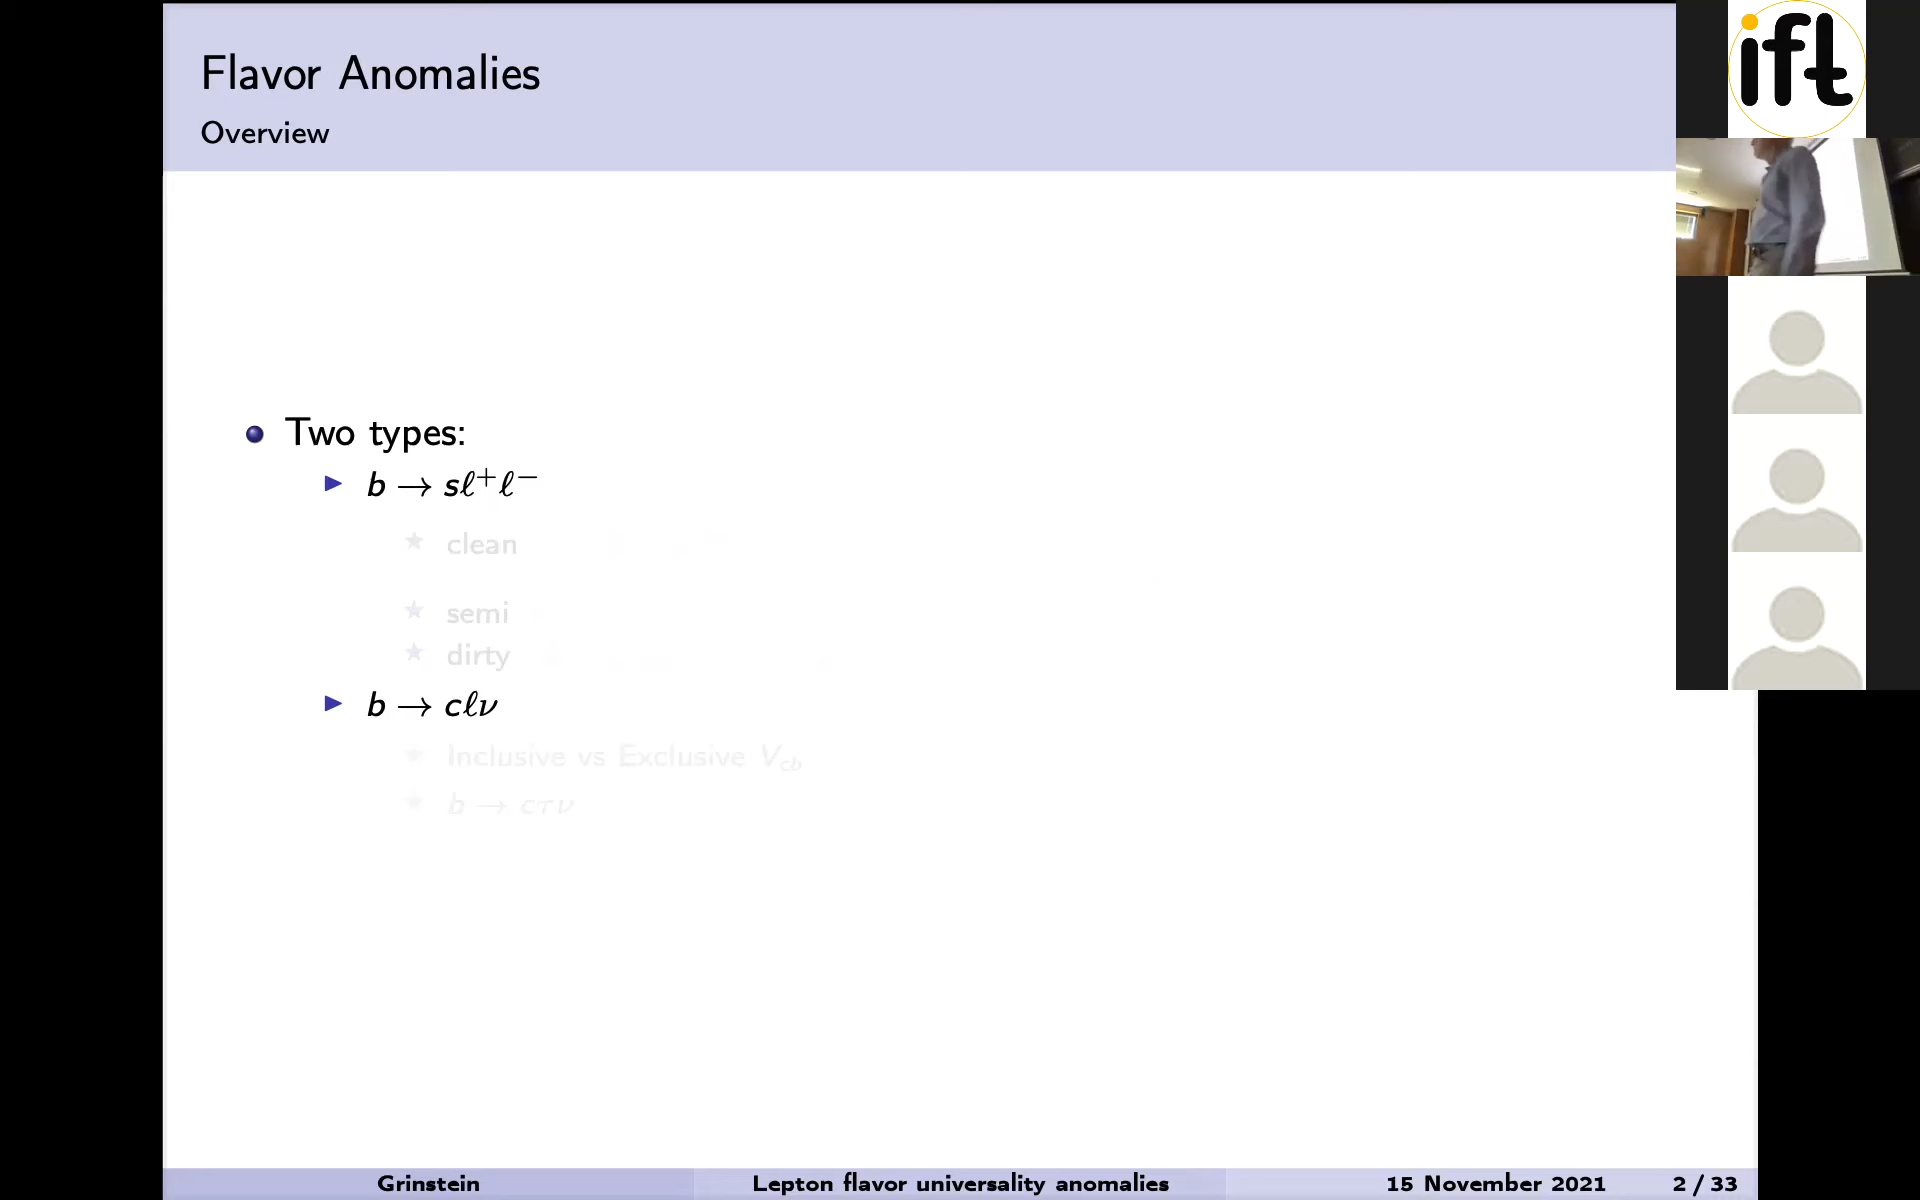 Flavor Anomalies
Overview
Two types:
b → sℓ⁺ℓ⁻
clean
semi
dirty
b → cℓν
Inclusive vs Exclusive V_cb
b → cτν
Grinstein Lepton flavor universality anomalies 15 November 2021 2 / 33
ift